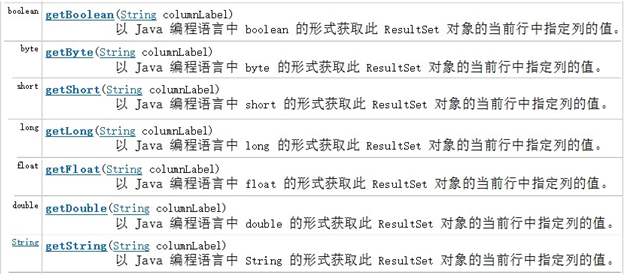 boolean getBoolean(String columnLabel)
以 Java 编程语言中 boolean 的形式获取此 ResultSet 对象的当前行中指定列的值。
byte getByte(String columnLabel)
以 Java 编程语言中 byte 的形式获取此 ResultSet 对象的当前行中指定列的值。
short getShort(String columnLabel)
以 Java 编程语言中 short 的形式获取此 ResultSet 对象的当前行中指定列的值。
long getLong(String columnLabel)
以 Java 编程语言中 long 的形式获取此 ResultSet 对象的当前行中指定列的值。
float getFloat(String columnLabel)
以 Java 编程语言中 float 的形式获取此 ResultSet 对象的当前行中指定列的值。
double getDouble(String columnLabel)
以 Java 编程语言中 double 的形式获取此 ResultSet 对象的当前行中指定列的值。
String getString(String columnLabel)
以 Java 编程语言中 String 的形式获取此 ResultSet 对象的当前行中指定列的值。